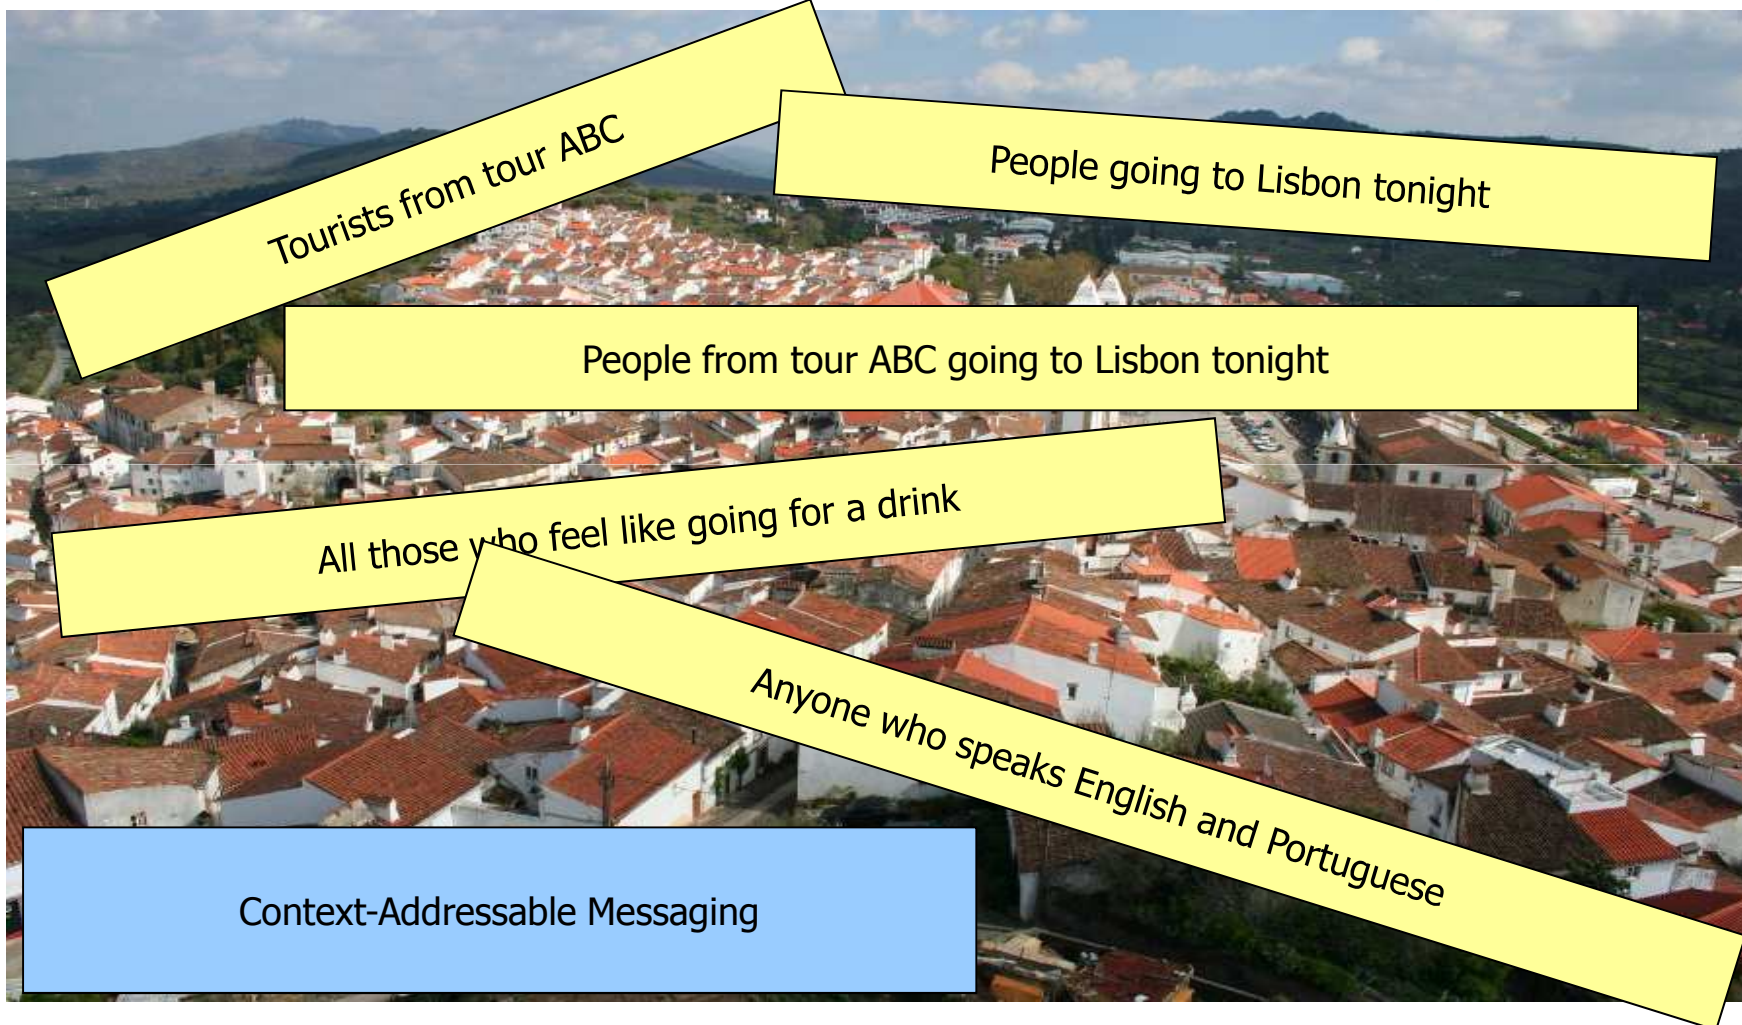 Tourists from tour ABC
People going to Lisbon tonight
People from tour ABC going to Lisbon tonight
All those who feel like going for a drink
Anyone who speaks English and Portuguese
Context-Addressable Messaging